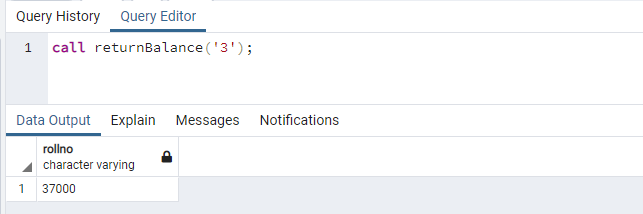 Query History Query Editor
1 call returnBalance('3');
Data Output Explain Messages Notifications
rollno
character varying
1 37000